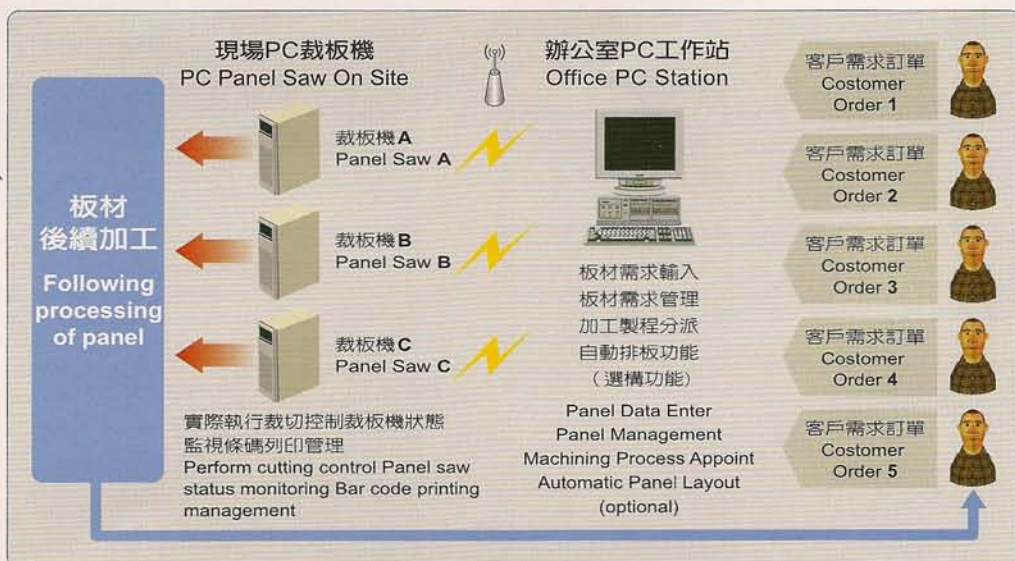 現場PC裁板機
PC Panel Saw On Site
辦公室PC工作站
Office PC Station
客戶需求訂單
Costomer
Order 1
裁板機A
Panel Saw A
客戶需求訂單
Costomer
Order 2
板材
後續加工
Following
processing
of panel
裁板機B
Panel Saw B
客戶需求訂單
Costomer
Order 3
裁板機C
Panel Saw C
客戶需求訂單
Costomer
Order 4
板材需求輸入
板材需求管理
加工製程分派
自動排板功能
（選構功能）
Panel Data Enter
Panel Management
Machining Process Appoint
Automatic Panel Layout
(optional)
實際執行裁切控制裁板機狀態
監視條碼列印管理
Perform cutting control Panel saw
status monitoring Bar code printing
management
客戶需求訂單
Costomer
Order 5